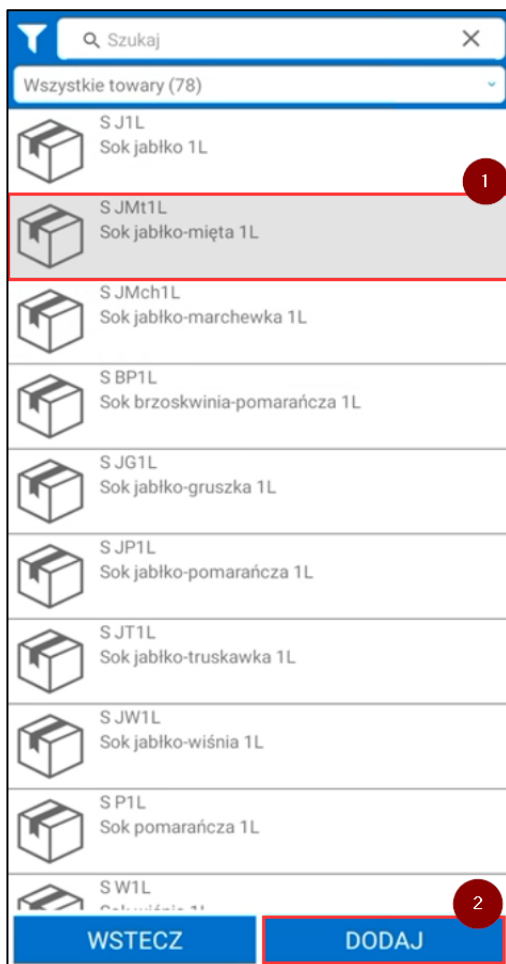 Szukaj
Wszystkie towary (78)
S J1L
Sok jabłko 1L
1
S JMt1L
Sok jabłko-mięta 1L
S JMch1L
Sok jabłko-marchewka 1L
S BP1L
Sok brzoskwinia-pomarańcza 1L
S JG1L
Sok jabłko-gruszka 1L
S JP1L
Sok jabłko-pomarańcza 1L
S JT1L
Sok jabłko-truskawka 1L
S JW1L
Sok jabłko-wiśnia 1L
S P1L
Sok pomarańcza 1L
S W1L
2
WSTECZ DODAJ